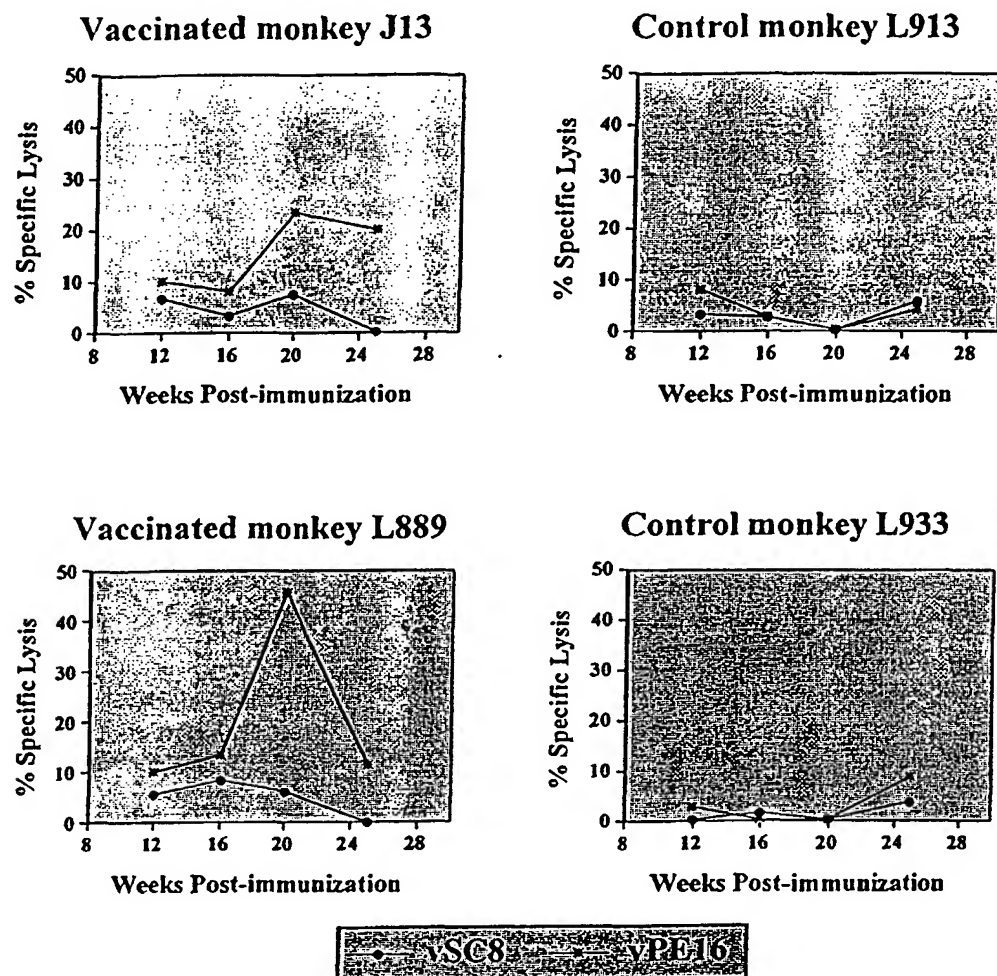 Vaccinated monkey J13
50
40
30
20
10
0
% Specific Lysis
8 12 16 20 24 28
Weeks Post-immunization
Control monkey L913
50
40
30
20
10
0
% Specific Lysis
8 12 16 20 24 28
Weeks Post-immunization
Vaccinated monkey L889
50
40
30
20
10
0
% Specific Lysis
8 12 16 20 24 28
Weeks Post-immunization
Control monkey L933
50
40
30
20
10
0
% Specific Lysis
8 12 16 20 24 28
Weeks Post-immunization
vSC8 vPE16